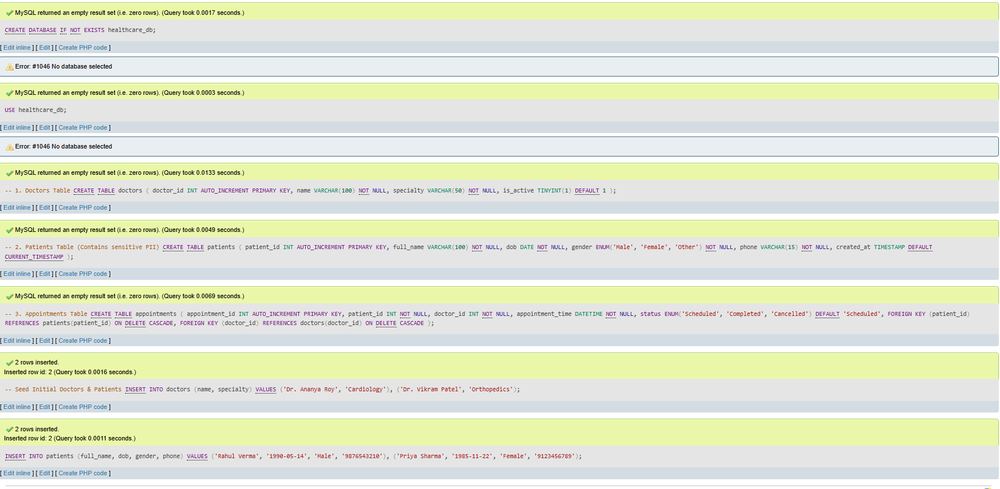 MySQL returned an empty result set (i.e. zero rows). (Query took 0.0017 seconds.)
CREATE DATABASE IF NOT EXISTS healthcare_db;
[ Edit inline ] [ Edit ] [ Create PHP code ]
Error: #1046 No database selected
MySQL returned an empty result set (i.e. zero rows). (Query took 0.0003 seconds.)
USE healthcare_db;
[ Edit inline ] [ Edit ] [ Create PHP code ]
Error: #1046 No database selected
MySQL returned an empty result set (i.e. zero rows). (Query took 0.0133 seconds.)
-- 1. Doctors Table CREATE TABLE doctors ( doctor_id INT AUTO_INCREMENT PRIMARY KEY, name VARCHAR(100) NOT NULL, specialty VARCHAR(50) NOT NULL, is_active TINYINT(1) DEFAULT 1 );
[ Edit inline ] [ Edit ] [ Create PHP code ]
MySQL returned an empty result set (i.e. zero rows). (Query took 0.0049 seconds.)
-- 2. Patients Table (Contains sensitive PII) CREATE TABLE patients ( patient_id INT AUTO_INCREMENT PRIMARY KEY, full_name VARCHAR(100) NOT NULL, dob DATE NOT NULL, gender ENUM('Male', 'Female', 'Other') NOT NULL, phone VARCHAR(15) NOT NULL, created_at TIMESTAMP DEFAULT
CURRENT_TIMESTAMP );
[ Edit inline ] [ Edit ] [ Create PHP code ]
MySQL returned an empty result set (i.e. zero rows). (Query took 0.0069 seconds.)
-- 3. Appointments Table CREATE TABLE appointments ( appointment_id INT AUTO_INCREMENT PRIMARY KEY, patient_id INT NOT NULL, doctor_id INT NOT NULL, appointment_time DATETIME NOT NULL, status ENUM('Scheduled', 'Completed', 'Cancelled') DEFAULT 'Scheduled', FOREIGN KEY (patient_id)
REFERENCES patients(patient_id) ON DELETE CASCADE, FOREIGN KEY (doctor_id) REFERENCES doctors(doctor_id) ON DELETE CASCADE );
[ Edit inline ] [ Edit ] [ Create PHP code ]
2 rows inserted.
Inserted row id: 2 (Query took 0.0016 seconds.)
-- Seed Initial Doctors & Patients INSERT INTO doctors (name, specialty) VALUES ('Dr. Ananya Roy', 'Cardiology'), ('Dr. Vikram Patel', 'Orthopedics');
[ Edit inline ] [ Edit ] [ Create PHP code ]
2 rows inserted.
Inserted row id: 2 (Query took 0.0011 seconds.)
INSERT INTO patients (full_name, dob, gender, phone) VALUES ('Rahul Verma', '1990-05-14', 'Male', '9876543210'), ('Priya Sharma', '1985-11-22', 'Female', '9123456789');
[ Edit inline ] [ Edit ] [ Create PHP code ]